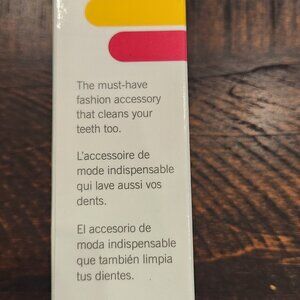 The must-have
fashion accessory
that cleans your
teeth too.
L'accessoire de
mode indispensable
qui lave aussi vos
dents.
El accesorio de
moda indispensable
que también limpia
tus dientes.